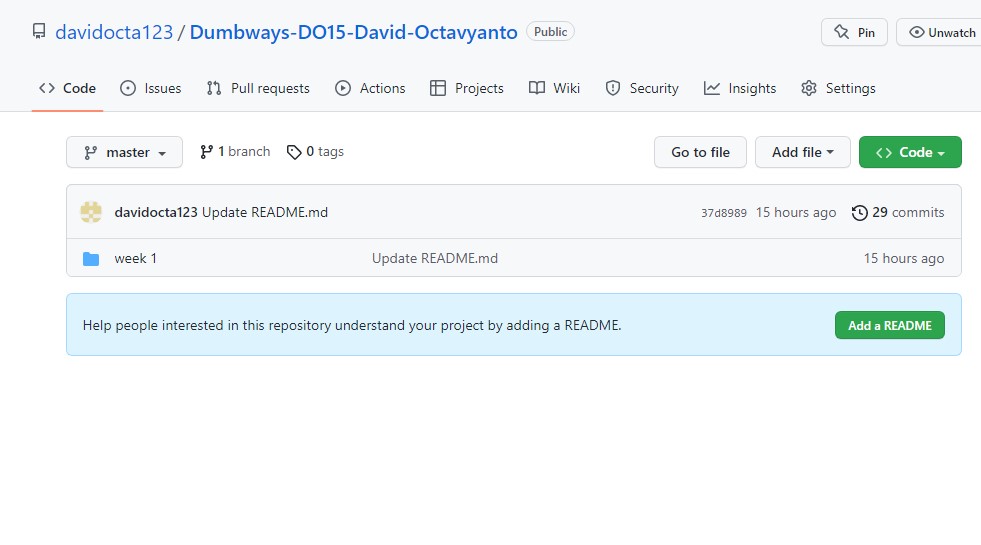 davidocta123 / Dumbways-DO15-David-Octavyanto Public Pin Unwatch
Code Issues Pull requests Actions Projects Wiki Security Insights Settings
master 1 branch 0 tags Go to file Add file Code
davidocta123 Update README.md 37d8989 15 hours ago 29 commits
week 1 Update README.md 15 hours ago
Help people interested in this repository understand your project by adding a README. Add a README